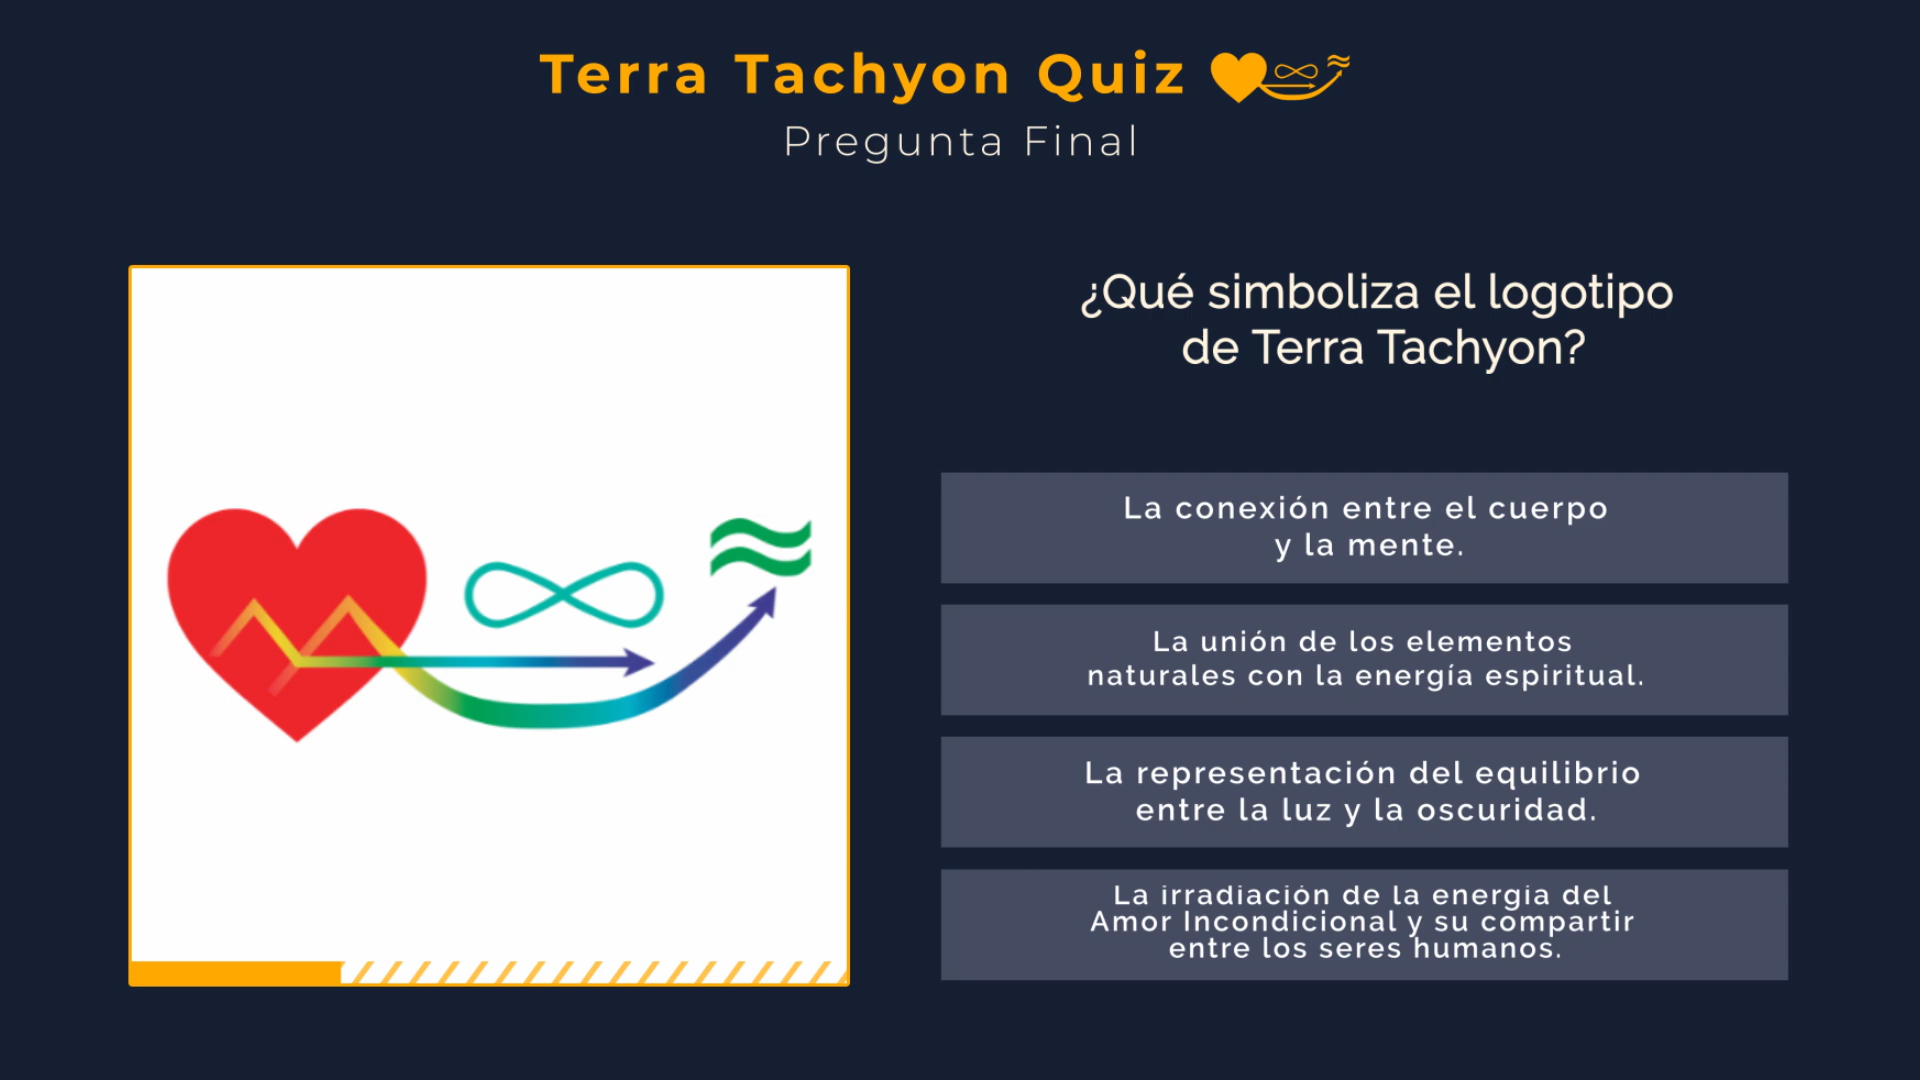 Terra Tachyon Quiz
Pregunta Final
¿Qué simboliza el logotipo
de Terra Tachyon?
La conexión entre el cuerpo
y la mente.
La unión de los elementos
naturales con la energía espiritual.
La representación del equilibrio
entre la luz y la oscuridad.
La irradiación de la energía del
Amor Incondicional y su compartir
entre los seres humanos.